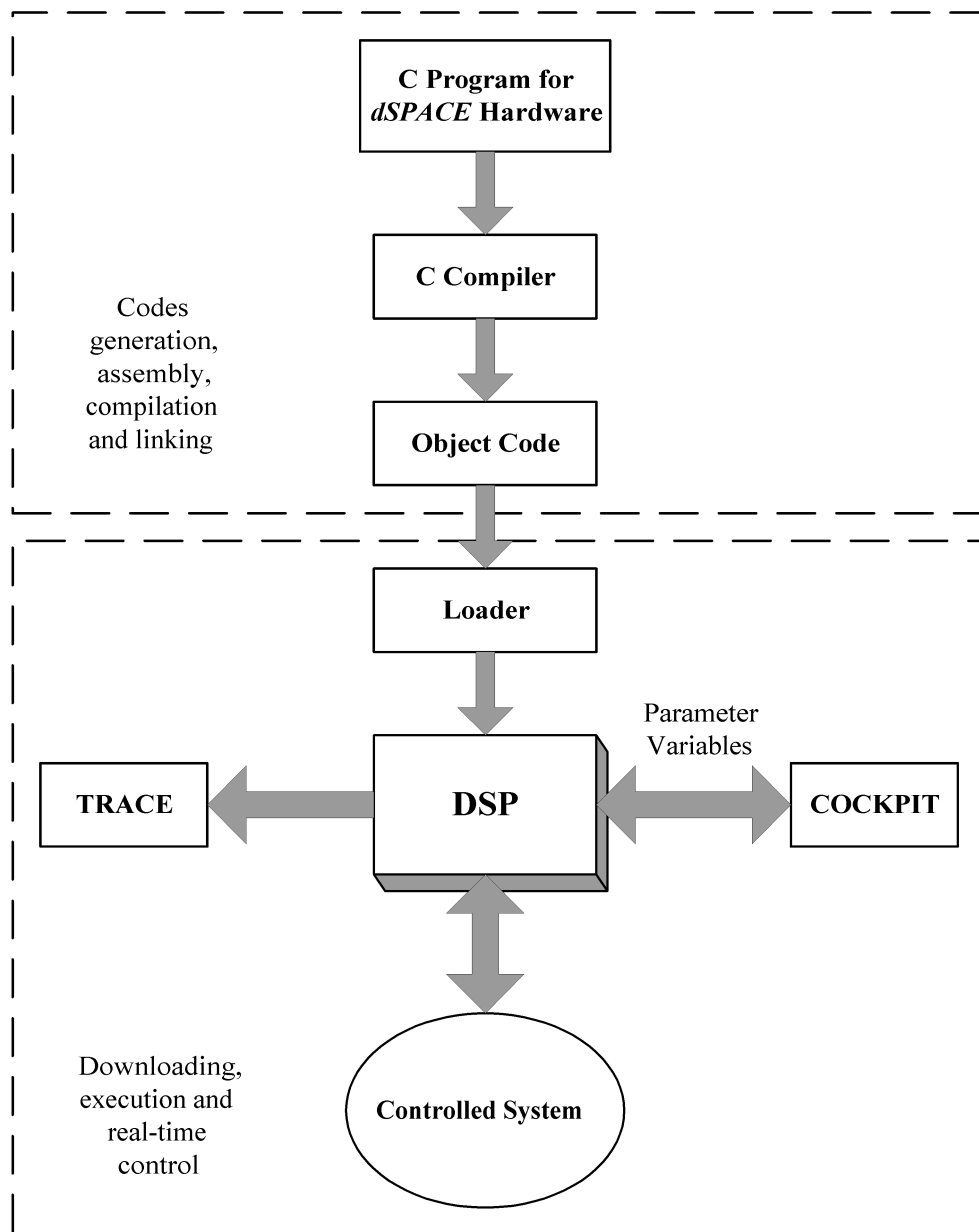 C Program for
dSPACE Hardware
C Compiler
Codes
generation,
assembly,
compilation
and linking
Object Code
Loader
Parameter
Variables
TRACE
DSP
COCKPIT
Downloading,
execution and
real-time
control
Controlled System